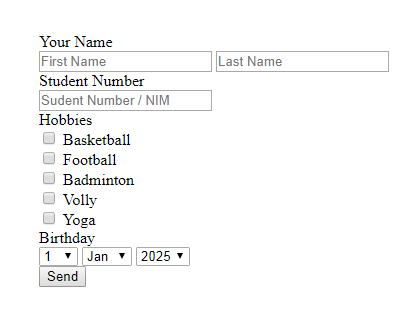 Your Name
First Name Last Name
Student Number
Sudent Number / NIM
Hobbies
Basketball
Football
Badminton
Volly
Yoga
Birthday
1 Jan 2025
Send